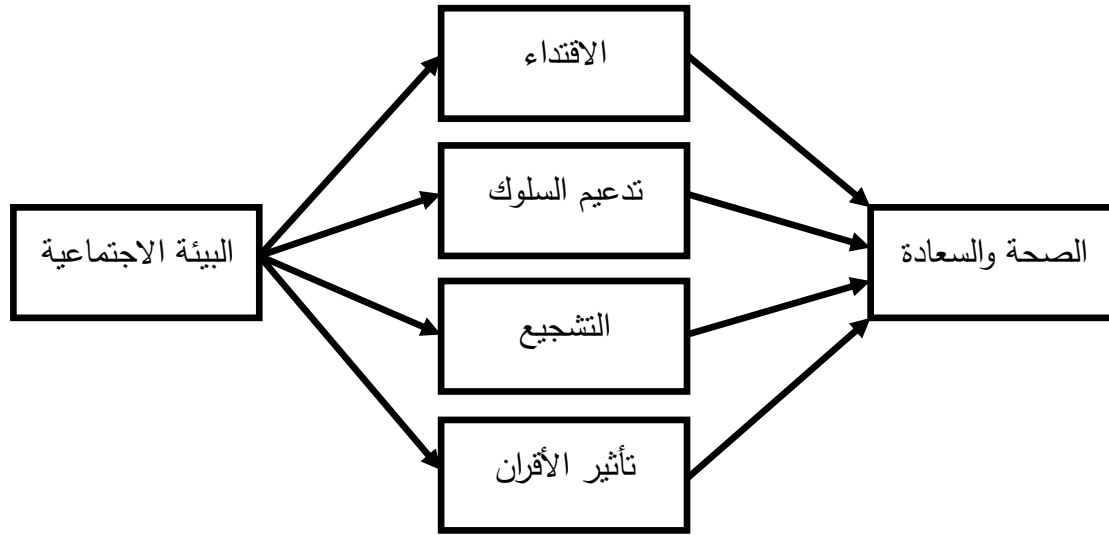 البيئة الاجتماعية
الاقتداء
تدعيم السلوك
التشجيع
تأثير الأقران
الصحة والسعادة